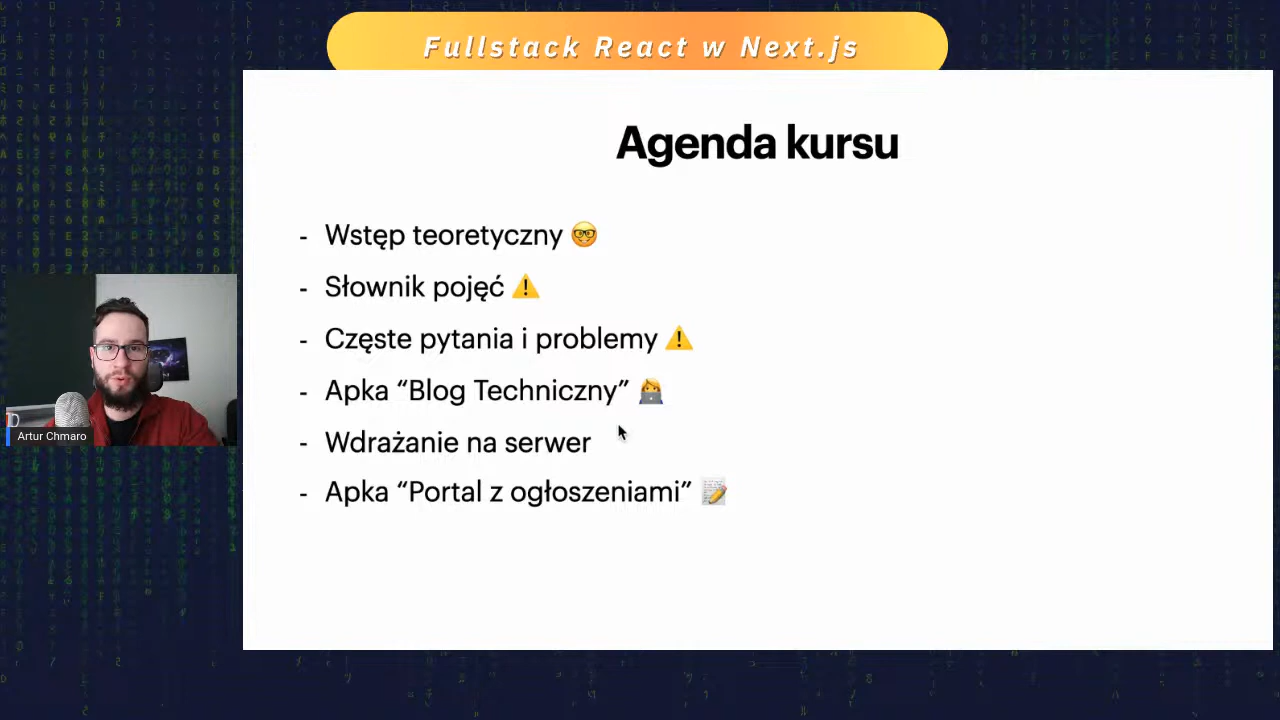 Fullstack React w Next.js
Agenda kursu
- Wstęp teoretyczny 🤓
- Słownik pojęć ⚠️
- Częste pytania i problemy ⚠️
- Apka “Blog Techniczny” 👩‍💻
- Wdrażanie na serwer
- Apka “Portal z ogłoszeniami” 📝
Artur Chmaro